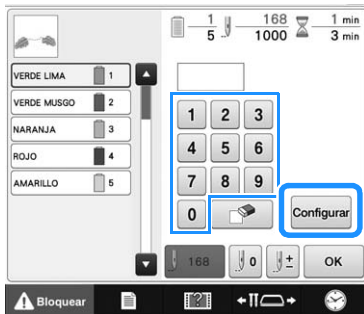 1/5 168/1000 1 min/3 min
VERDE LIMA 1
VERDE MUSGO 2
NARANJA 3
ROJO 4
AMARILLO 5
1 2 3
4 5 6
7 8 9
0 Configurar
168 0 ± OK
Bloquear